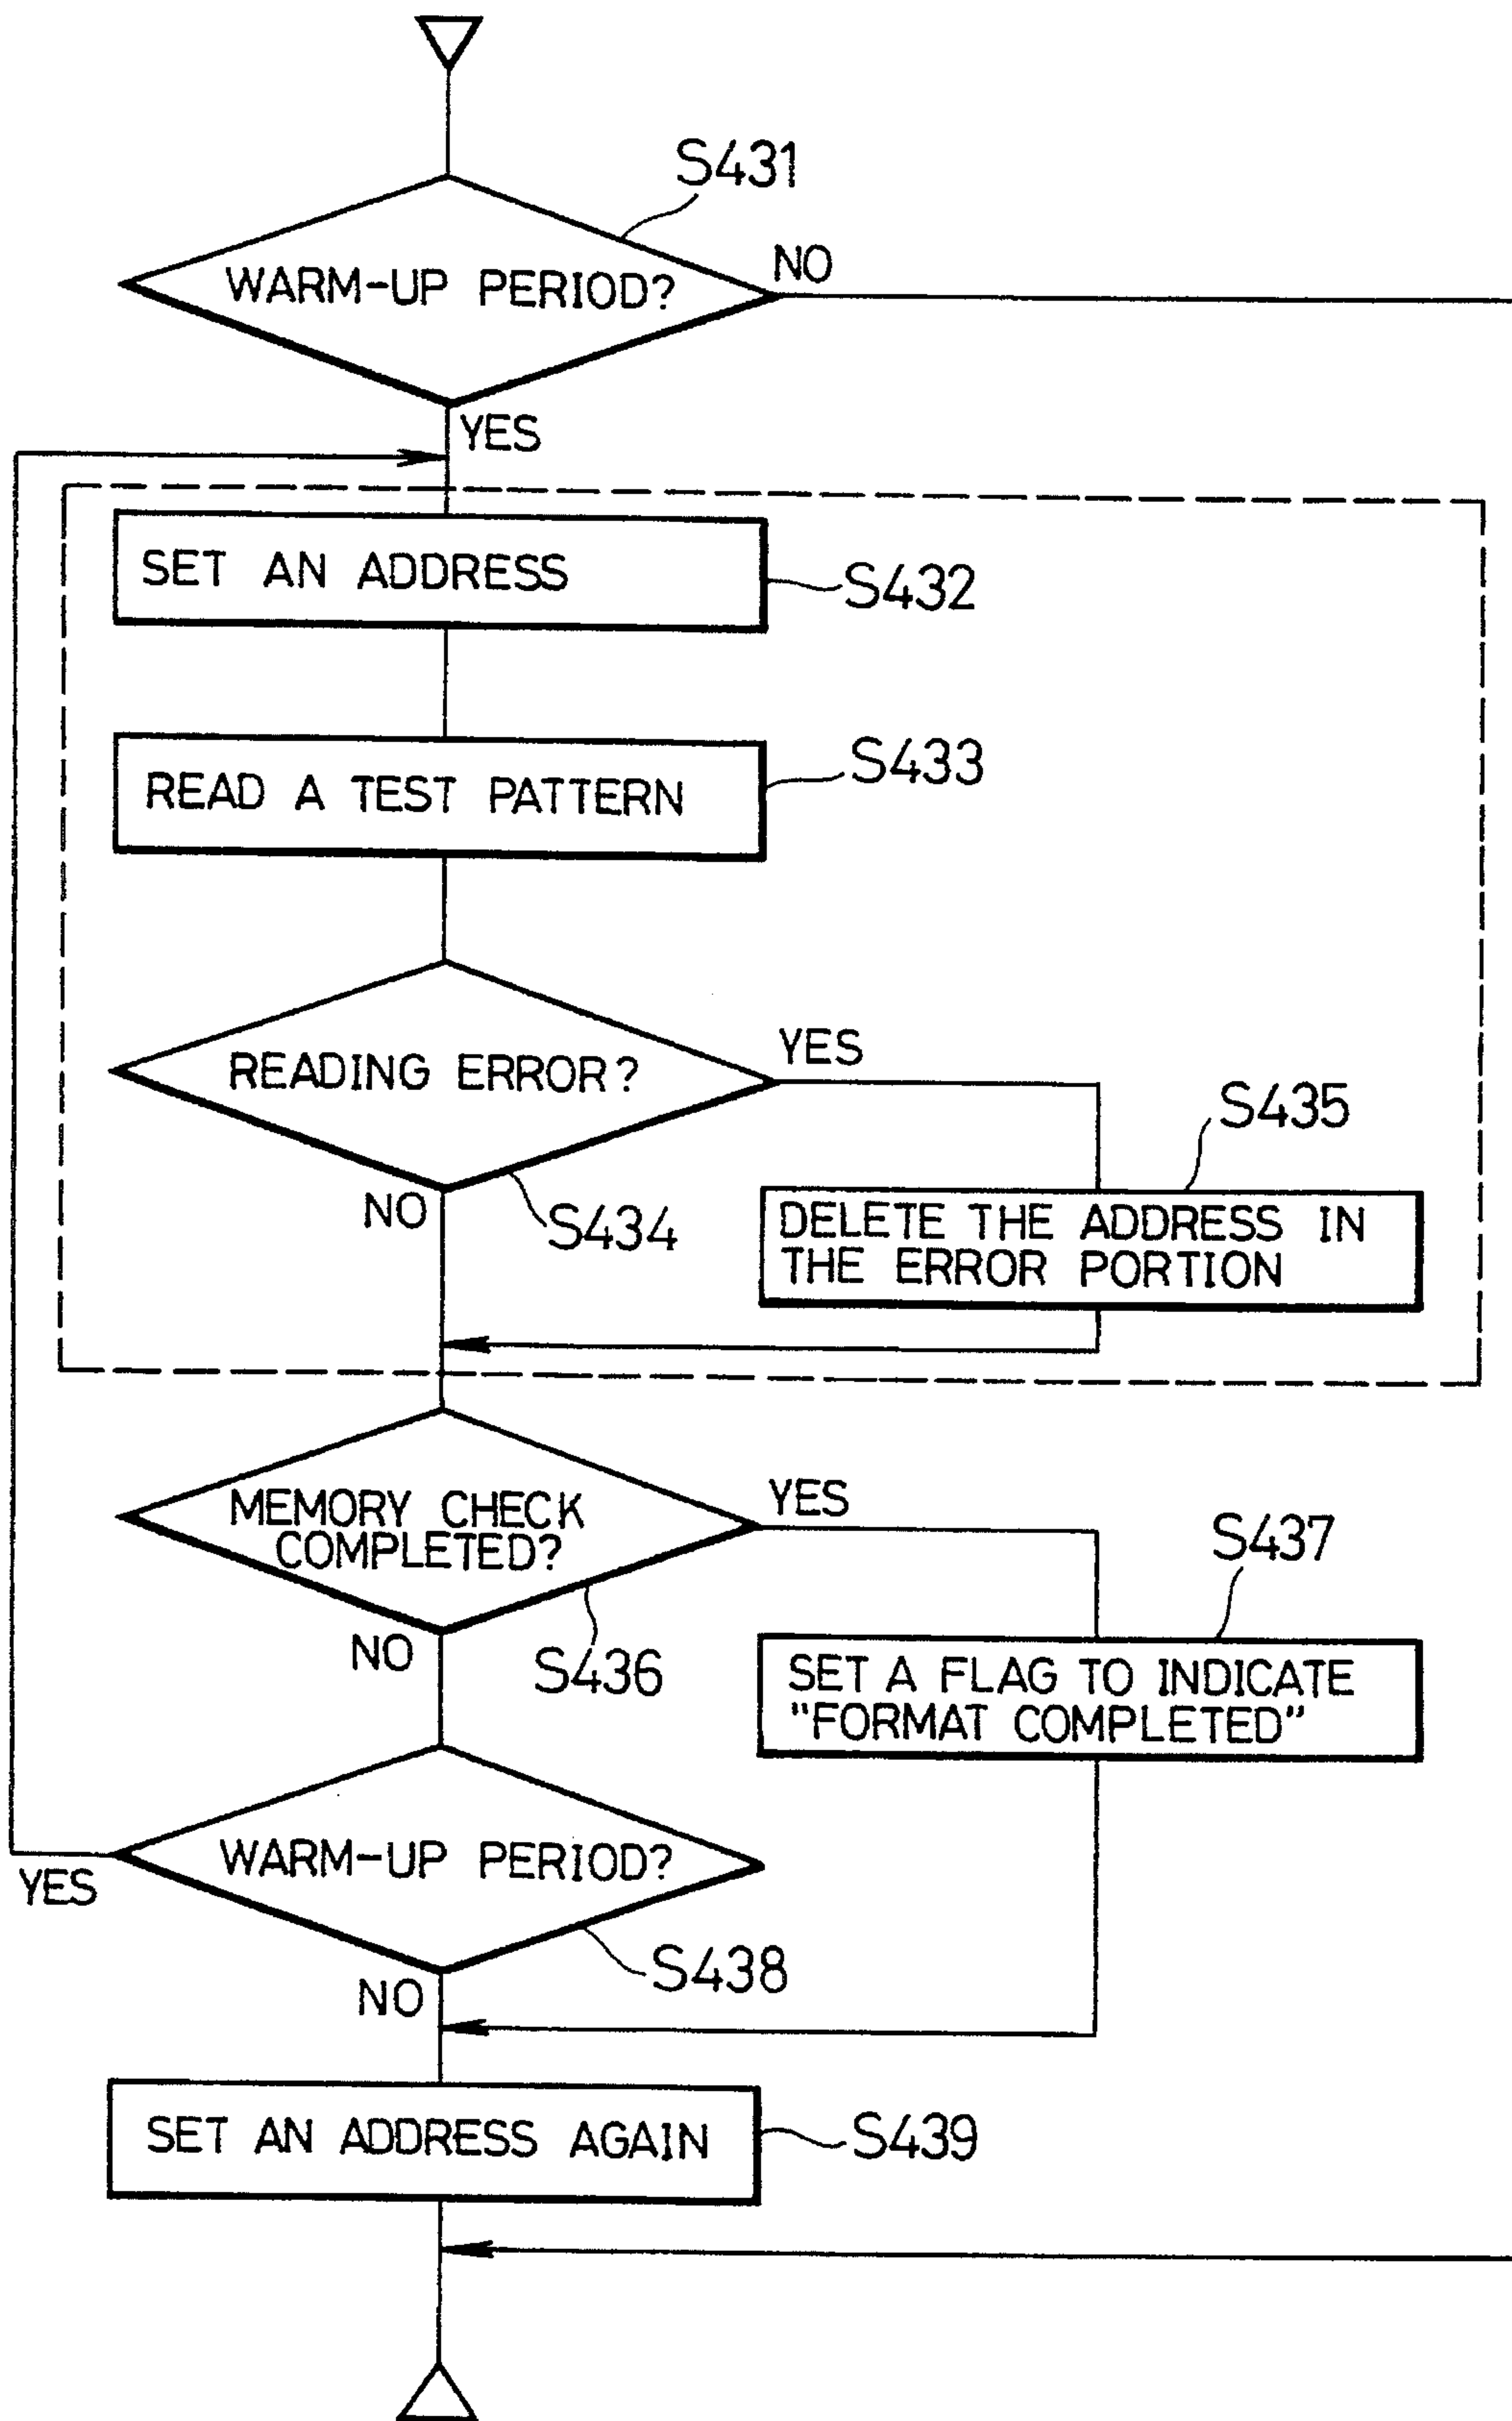 S431
WARM-UP PERIOD?
NO
YES
SET AN ADDRESS
S432
READ A TEST PATTERN
S433
READING ERROR?
YES
S435
NO
S434
DELETE THE ADDRESS IN
THE ERROR PORTION
MEMORY CHECK
COMPLETED?
YES
S437
NO
S436
SET A FLAG TO INDICATE
"FORMAT COMPLETED"
WARM-UP PERIOD?
YES
S438
NO
SET AN ADDRESS AGAIN
S439